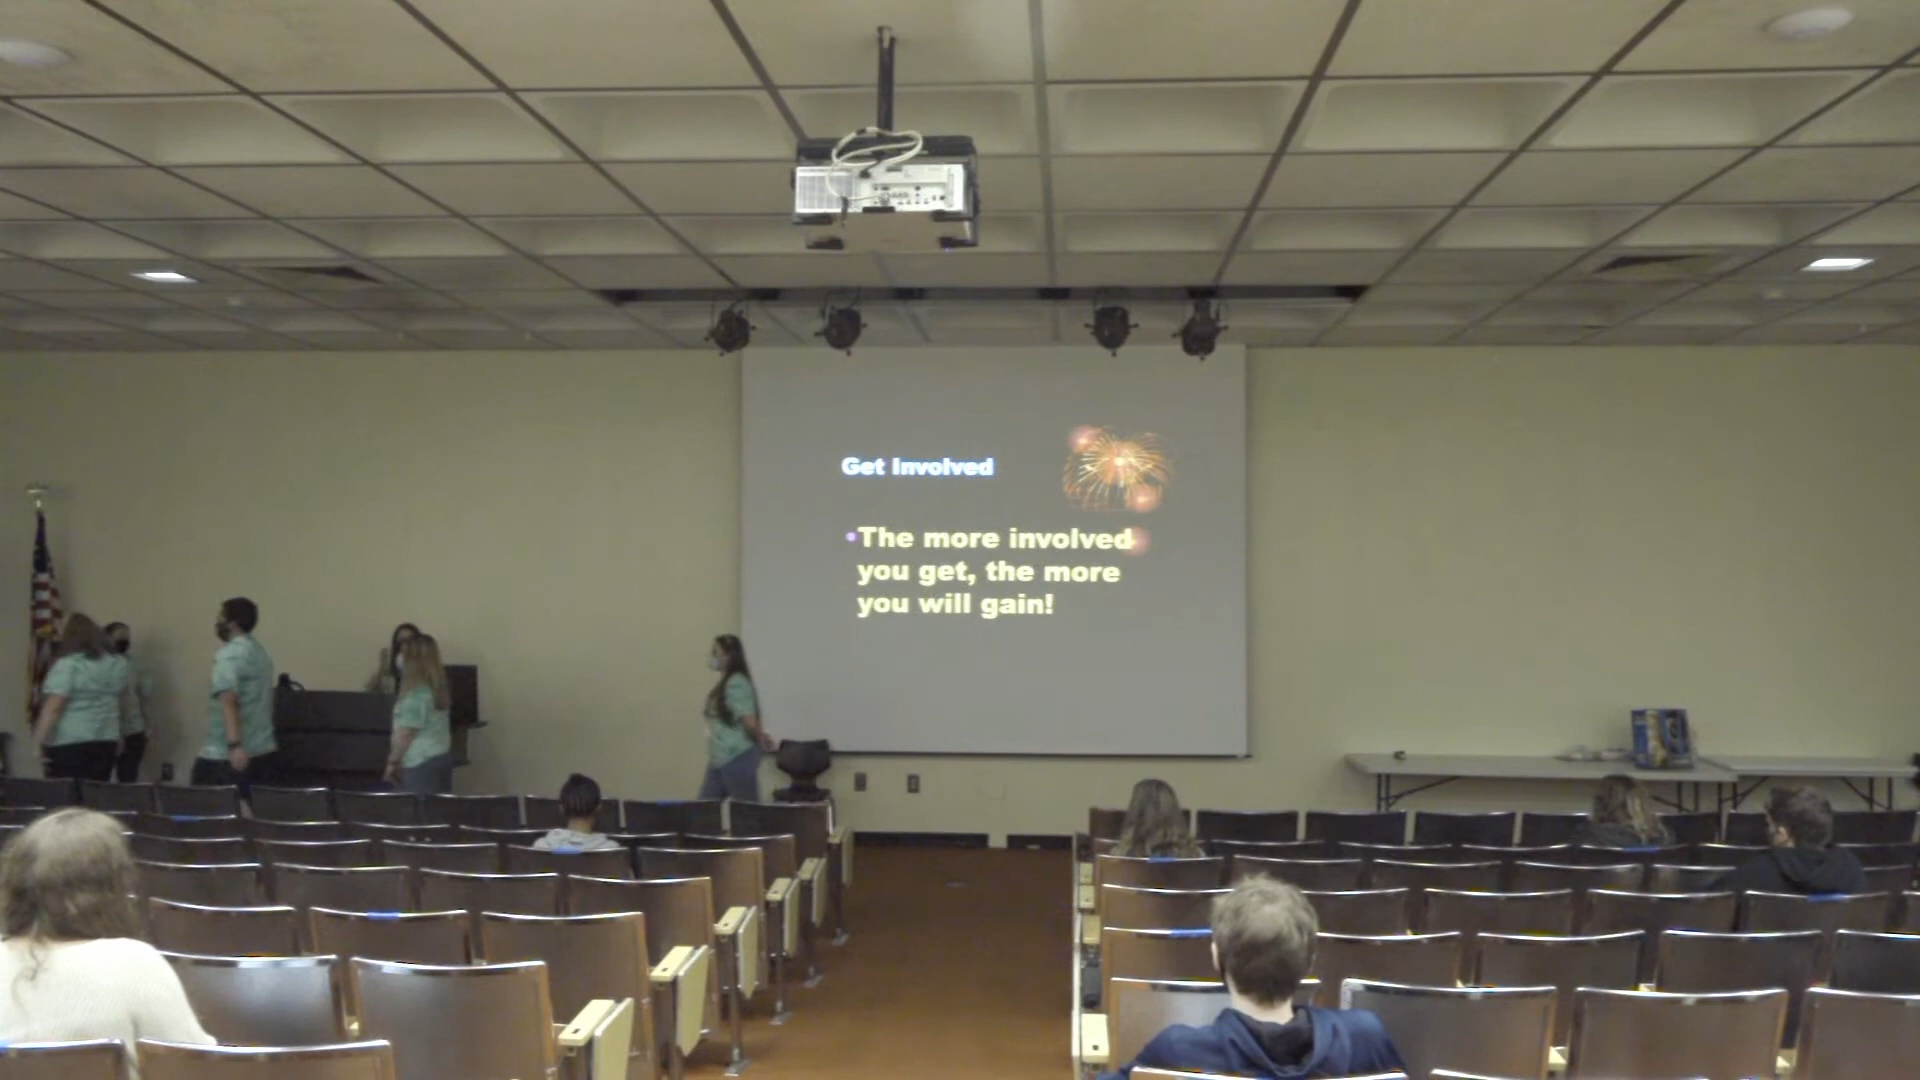 Get Involved
•The more involved
you get, the more
you will gain!